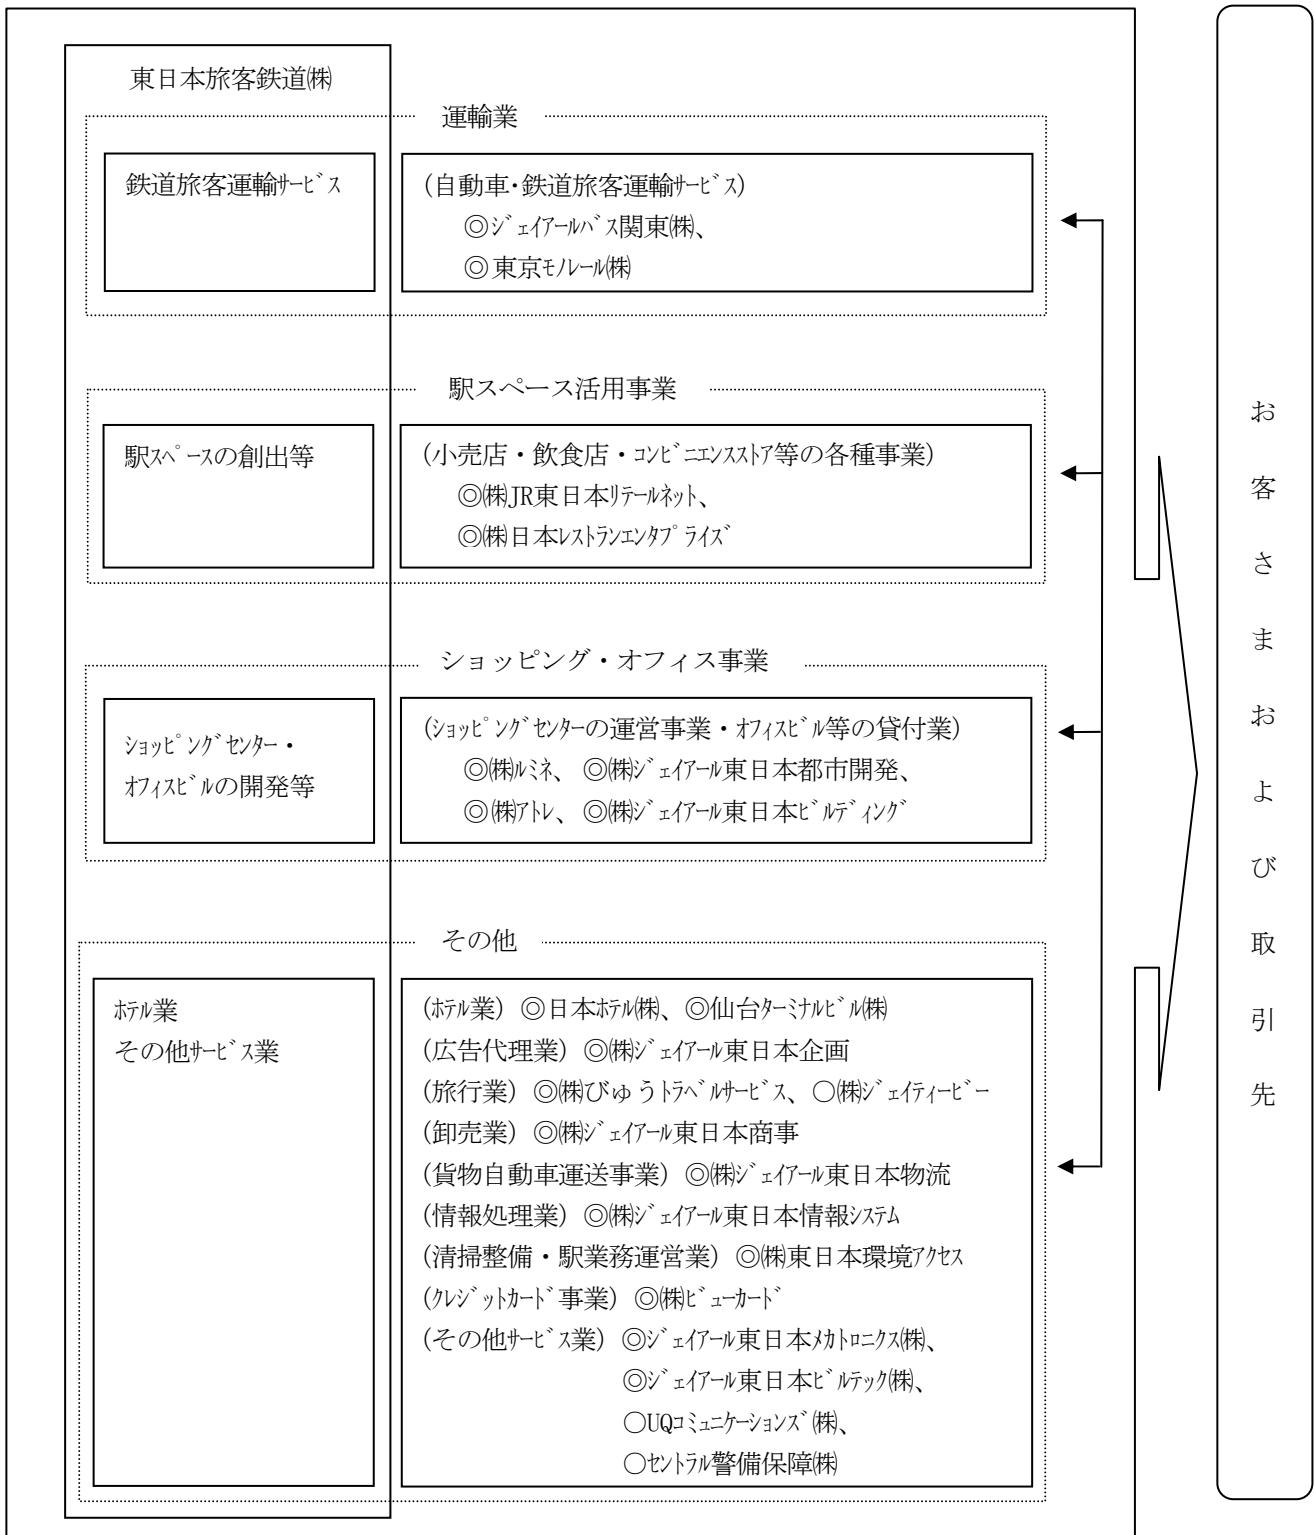 東日本旅客鉄道㈱
運輸業
鉄道旅客運輸ｻｰﾋﾞｽ
(自動車・鉄道旅客運輸ｻｰﾋﾞｽ)
◎ｼﾞｪｲｱｰﾙﾊﾞｽ関東㈱、
◎東京ﾓﾉﾚｰﾙ㈱
駅スペース活用事業
駅ｽﾍﾟｰｽの創出等
(小売店・飲食店・ｺﾝﾋﾞﾆｴﾝｽｽﾄｱ等の各種事業)
◎㈱JR東日本ﾘﾃｰﾙﾈｯﾄ、
◎㈱日本ﾚｽﾄﾗﾝｴﾝﾀﾌﾟﾗｲｽﾞ
ショッピング・オフィス事業
ｼｮｯﾋﾟﾝｸﾞｾﾝﾀｰ・
ｵﾌｨｽﾋﾞﾙの開発等
(ｼｮｯﾋﾟﾝｸﾞｾﾝﾀｰの運営事業・ｵﾌｨｽﾋﾞﾙ等の貸付業)
◎㈱ﾙﾐﾈ、 ◎㈱ｼﾞｪｲｱｰﾙ東日本都市開発、
◎㈱ｱﾄﾚ、 ◎㈱ｼﾞｪｲｱｰﾙ東日本ﾋﾞﾙﾃﾞｨﾝｸﾞ
その他
ﾎﾃﾙ業
その他ｻｰﾋﾞｽ業
(ﾎﾃﾙ業) ◎日本ﾎﾃﾙ㈱、◎仙台ﾀｰﾐﾅﾙﾋﾞﾙ㈱
(広告代理業) ◎㈱ｼﾞｪｲｱｰﾙ東日本企画
(旅行業) ◎㈱びゅうﾄﾗﾍﾞﾙｻｰﾋﾞｽ、○㈱ｼﾞｪｲﾃｨｰﾋﾞｰ
(卸売業) ◎㈱ｼﾞｪｲｱｰﾙ東日本商事
(貨物自動車運送事業) ◎㈱ｼﾞｪｲｱｰﾙ東日本物流
(情報処理業) ◎㈱ｼﾞｪｲｱｰﾙ東日本情報ｼｽﾃﾑ
(清掃整備・駅業務運営業) ◎㈱東日本環境ｱｸｾｽ
(ｸﾚｼﾞｯﾄｶｰﾄﾞ事業) ◎㈱ﾋﾞｭｰｶｰﾄﾞ
(その他ｻｰﾋﾞｽ業) ◎ｼﾞｪｲｱｰﾙ東日本ﾒｶﾄﾛﾆｸｽ㈱、
◎ｼﾞｪｲｱｰﾙ東日本ﾋﾞﾙﾃｯｸ㈱、
○UQｺﾐｭﾆｹｰｼｮﾝｽﾞ㈱、
○ｾﾝﾄﾗﾙ警備保障㈱
お客さまおよび取引先